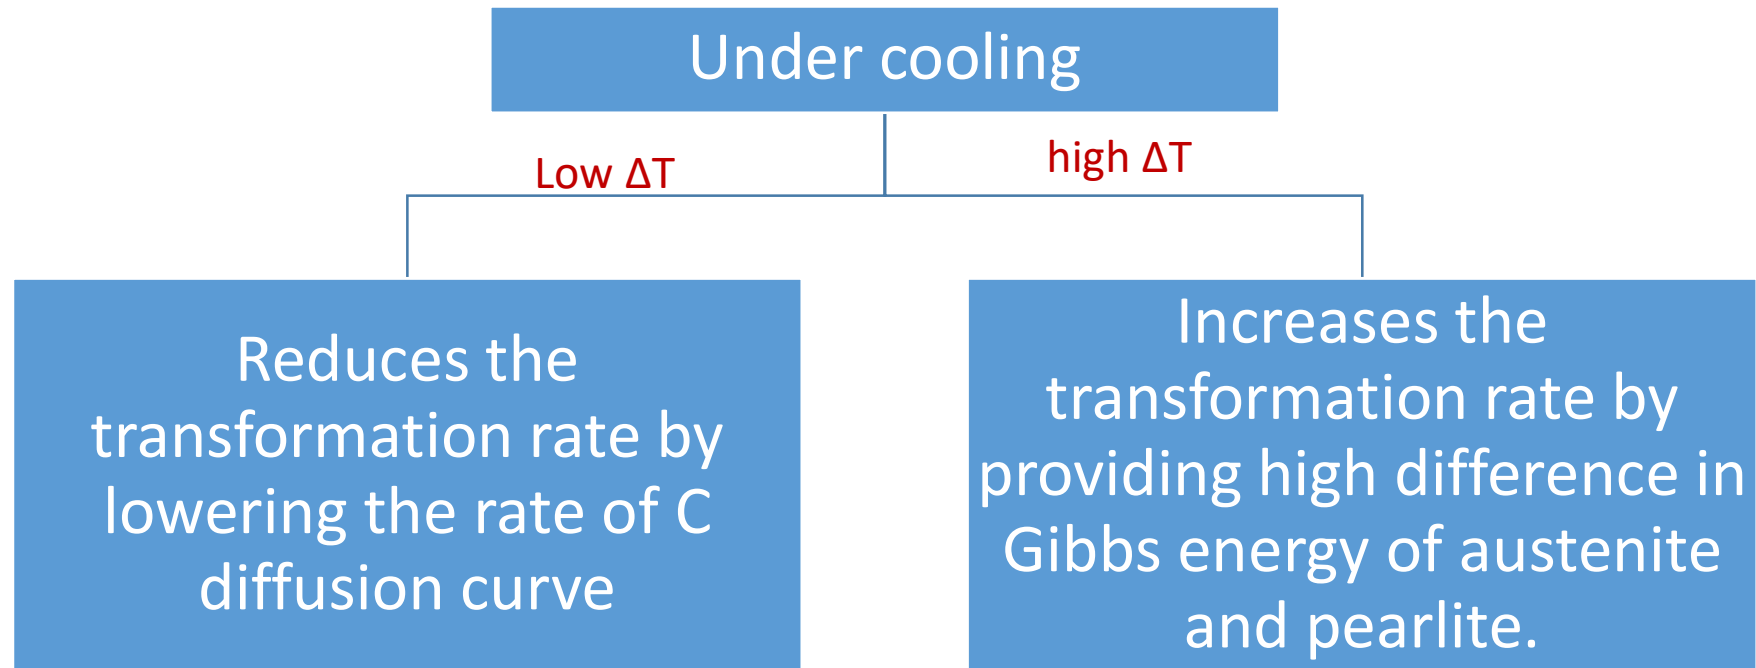 Under cooling
Low ΔT
high ΔT
Reduces the
transformation rate by
lowering the rate of C
diffusion curve
Increases the
transformation rate by
providing high difference in
Gibbs energy of austenite
and pearlite.